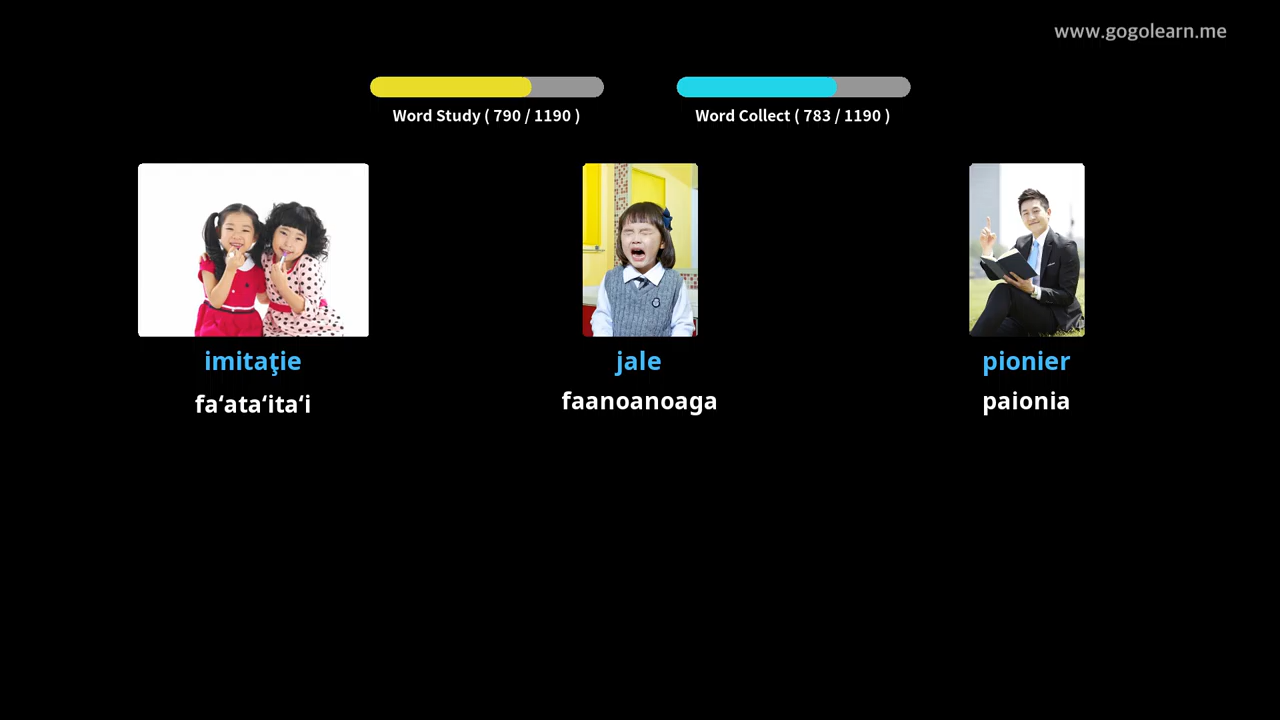 www.gogolearn.me
Word Study ( 790 / 1190 )
Word Collect ( 783 / 1190 )
imitaţie
jale
pionier
fa‘ata‘ita‘i
faanoanoaga
paionia